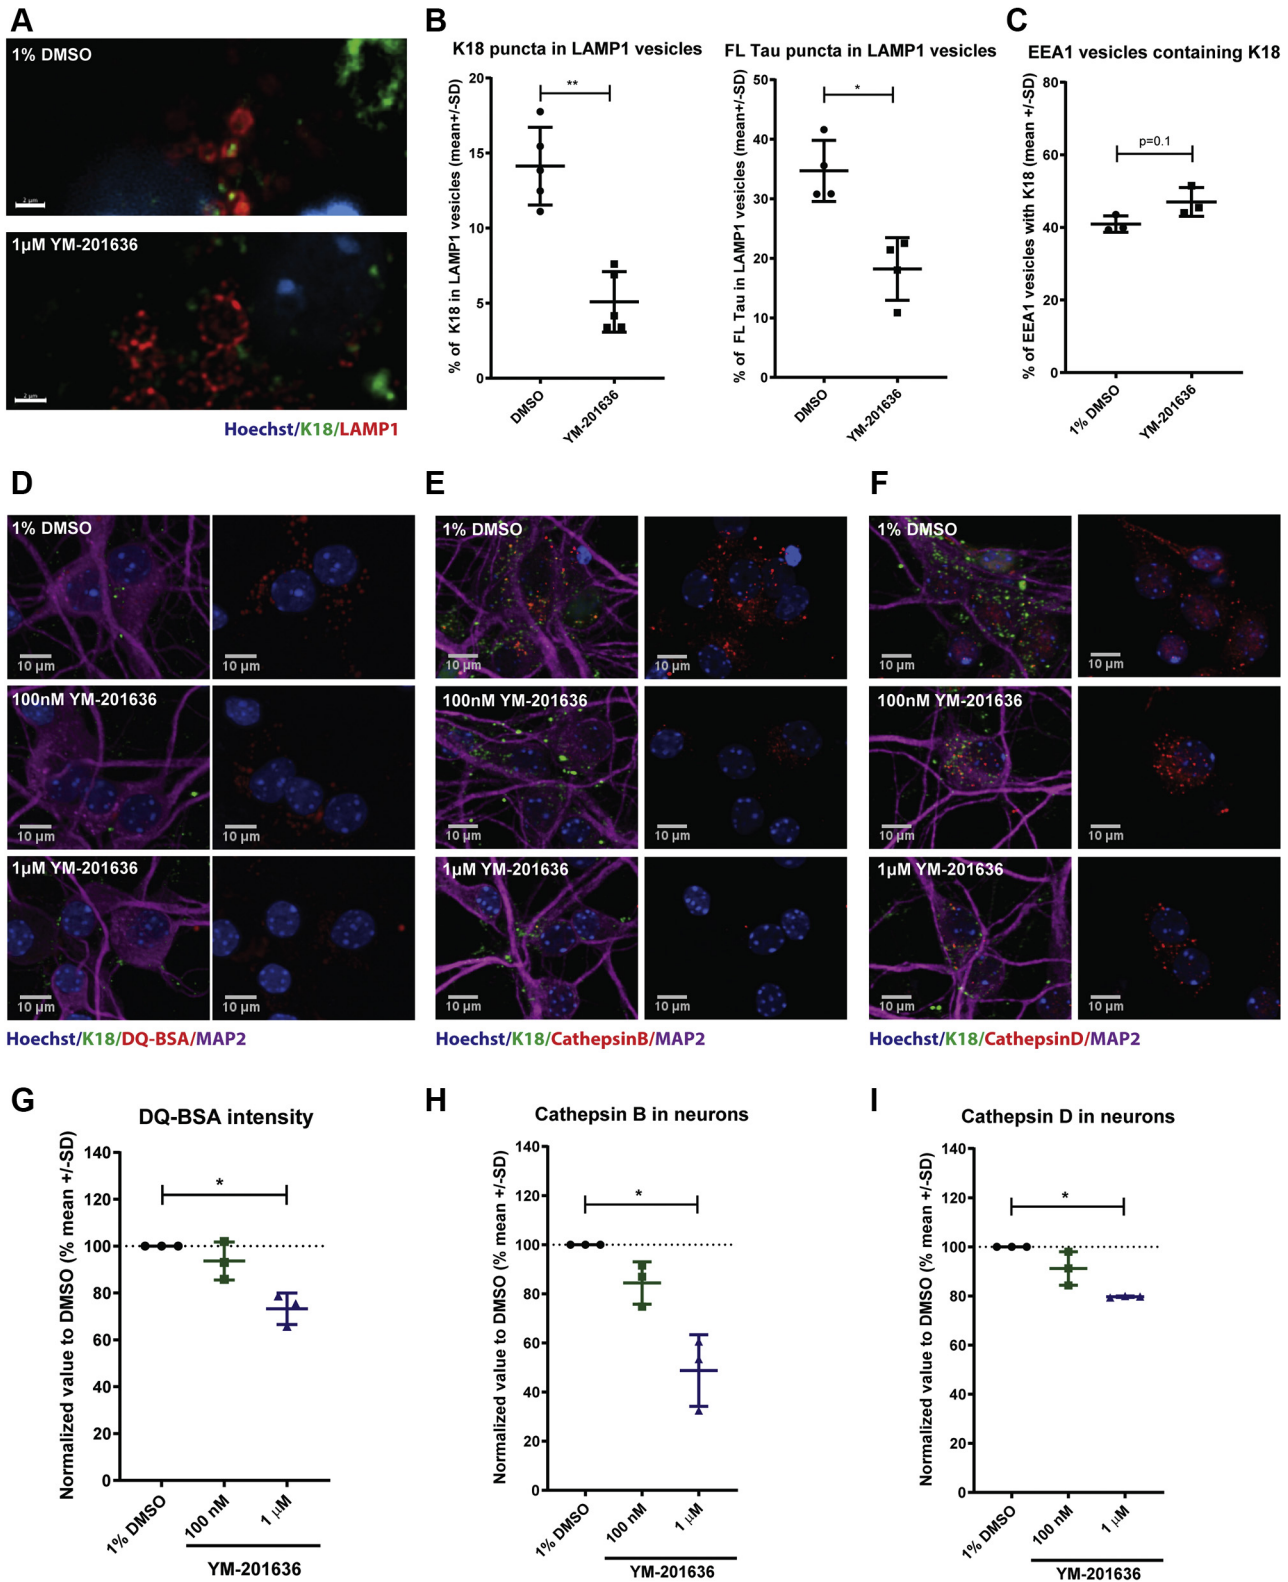 A
1% DMSO
2 µm
1µM YM-201636
2 µm
Hoechst/K18/LAMP1
B
K18 puncta in LAMP1 vesicles
% of K18 in LAMP1 vesicles (mean+/-SD)
20
15
10
5
0
**
DMSO
YM-201636
FL Tau puncta in LAMP1 vesicles
% of FL Tau in LAMP1 vesicles (mean+/-SD)
50
40
30
20
10
0
*
DMSO
YM-201636
C
EEA1 vesicles containing K18
% of EEA1 vesicles with K18 (mean +/-SD)
80
60
40
20
0
p=0.1
1% DMSO
YM-201636
D
1% DMSO
10 µm
10 µm
100nM YM-201636
10 µm
10 µm
1µM YM-201636
10 µm
10 µm
Hoechst/K18/DQ-BSA/MAP2
E
1% DMSO
10 µm
10 µm
100nM YM-201636
10 µm
10 µm
1µM YM-201636
10 µm
10 µm
Hoechst/K18/CathepsinB/MAP2
F
1% DMSO
10 µm
10 µm
100nM YM-201636
10 µm
10 µm
1µM YM-201636
10 µm
10 µm
Hoechst/K18/CathepsinD/MAP2
G
DQ-BSA intensity
Normalized value to DMSO (% mean +/-SD)
140
120
100
80
60
40
20
0
*
1% DMSO
100 nM
1 µM
YM-201636
H
Cathepsin B in neurons
Normalized value to DMSO (% mean +/-SD)
140
120
100
80
60
40
20
0
*
1% DMSO
100 nM
1 µM
YM-201636
I
Cathepsin D in neurons
Normalized value to DMSO (% mean +/-SD)
140
120
100
80
60
40
20
0
*
1% DMSO
100 nM
1 µM
YM-201636